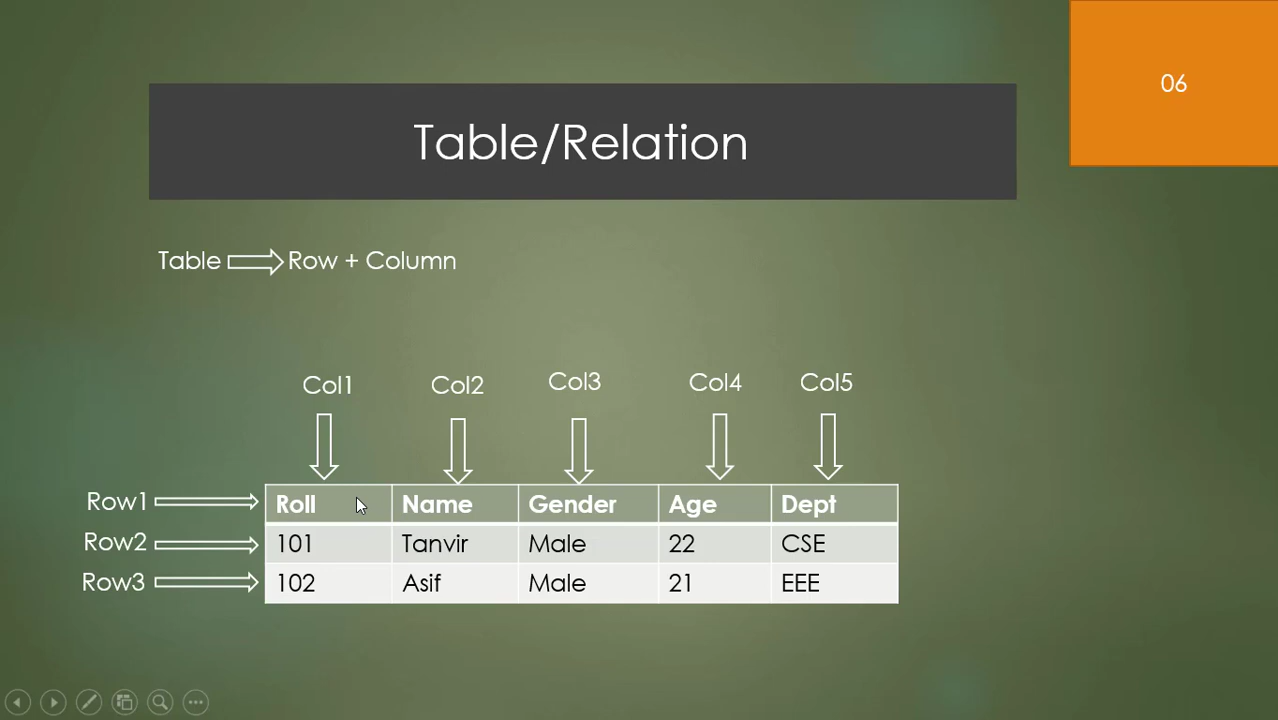 06
Table/Relation
Table Row + Column
Col1 Col2 Col3 Col4 Col5
Row1 Roll Name Gender Age Dept
Row2 101 Tanvir Male 22 CSE
Row3 102 Asif Male 21 EEE